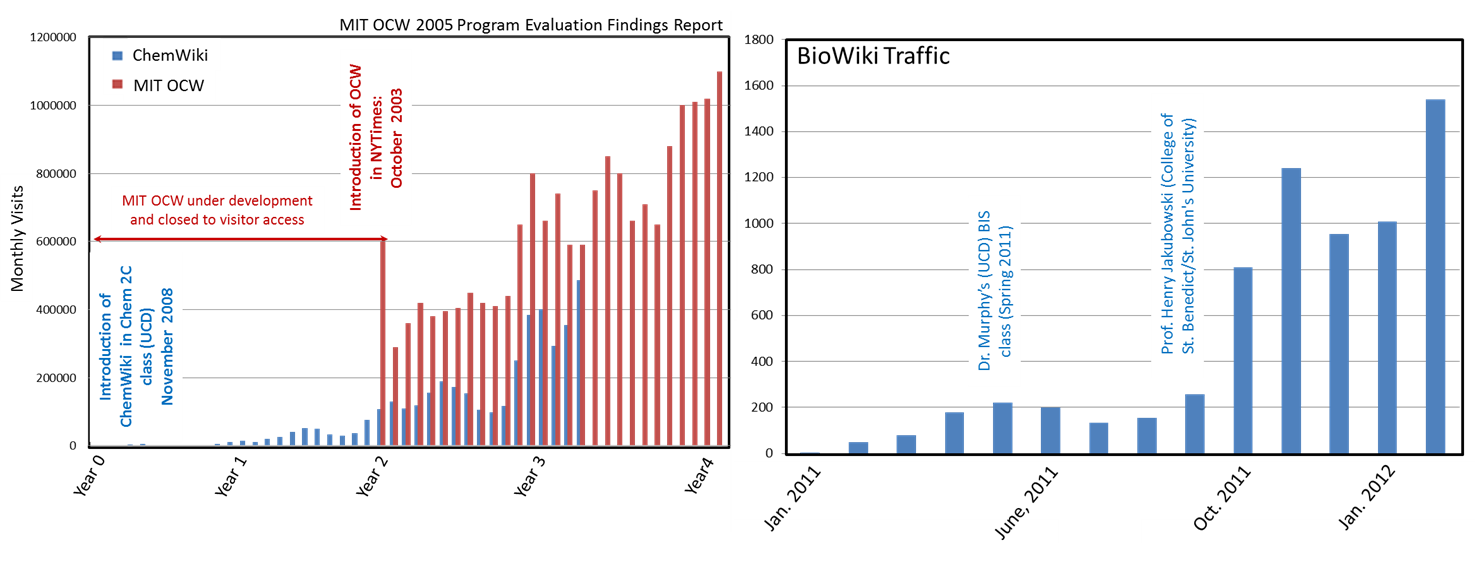 MIT OCW 2005 Program Evaluation Findings Report
1200000
1000000
800000
600000
400000
200000
0
Monthly Visits
ChemWiki
MIT OCW
Introduction of OCW
in NYTimes:
October 2003
MIT OCW under development
and closed to visitor access
Introduction of
ChemWiki in Chem 2C
class (UCD)
November 2008
Year 0
Year 1
Year 2
Year 3
Year4
BioWiki Traffic
1800
1600
1400
1200
1000
800
600
400
200
0
Dr. Murphy's (UCD) BIS
class (Spring 2011)
Prof. Henry Jakubowski (College of
St. Benedict/St. John's University)
Jan. 2011
June, 2011
Oct. 2011
Jan. 2012